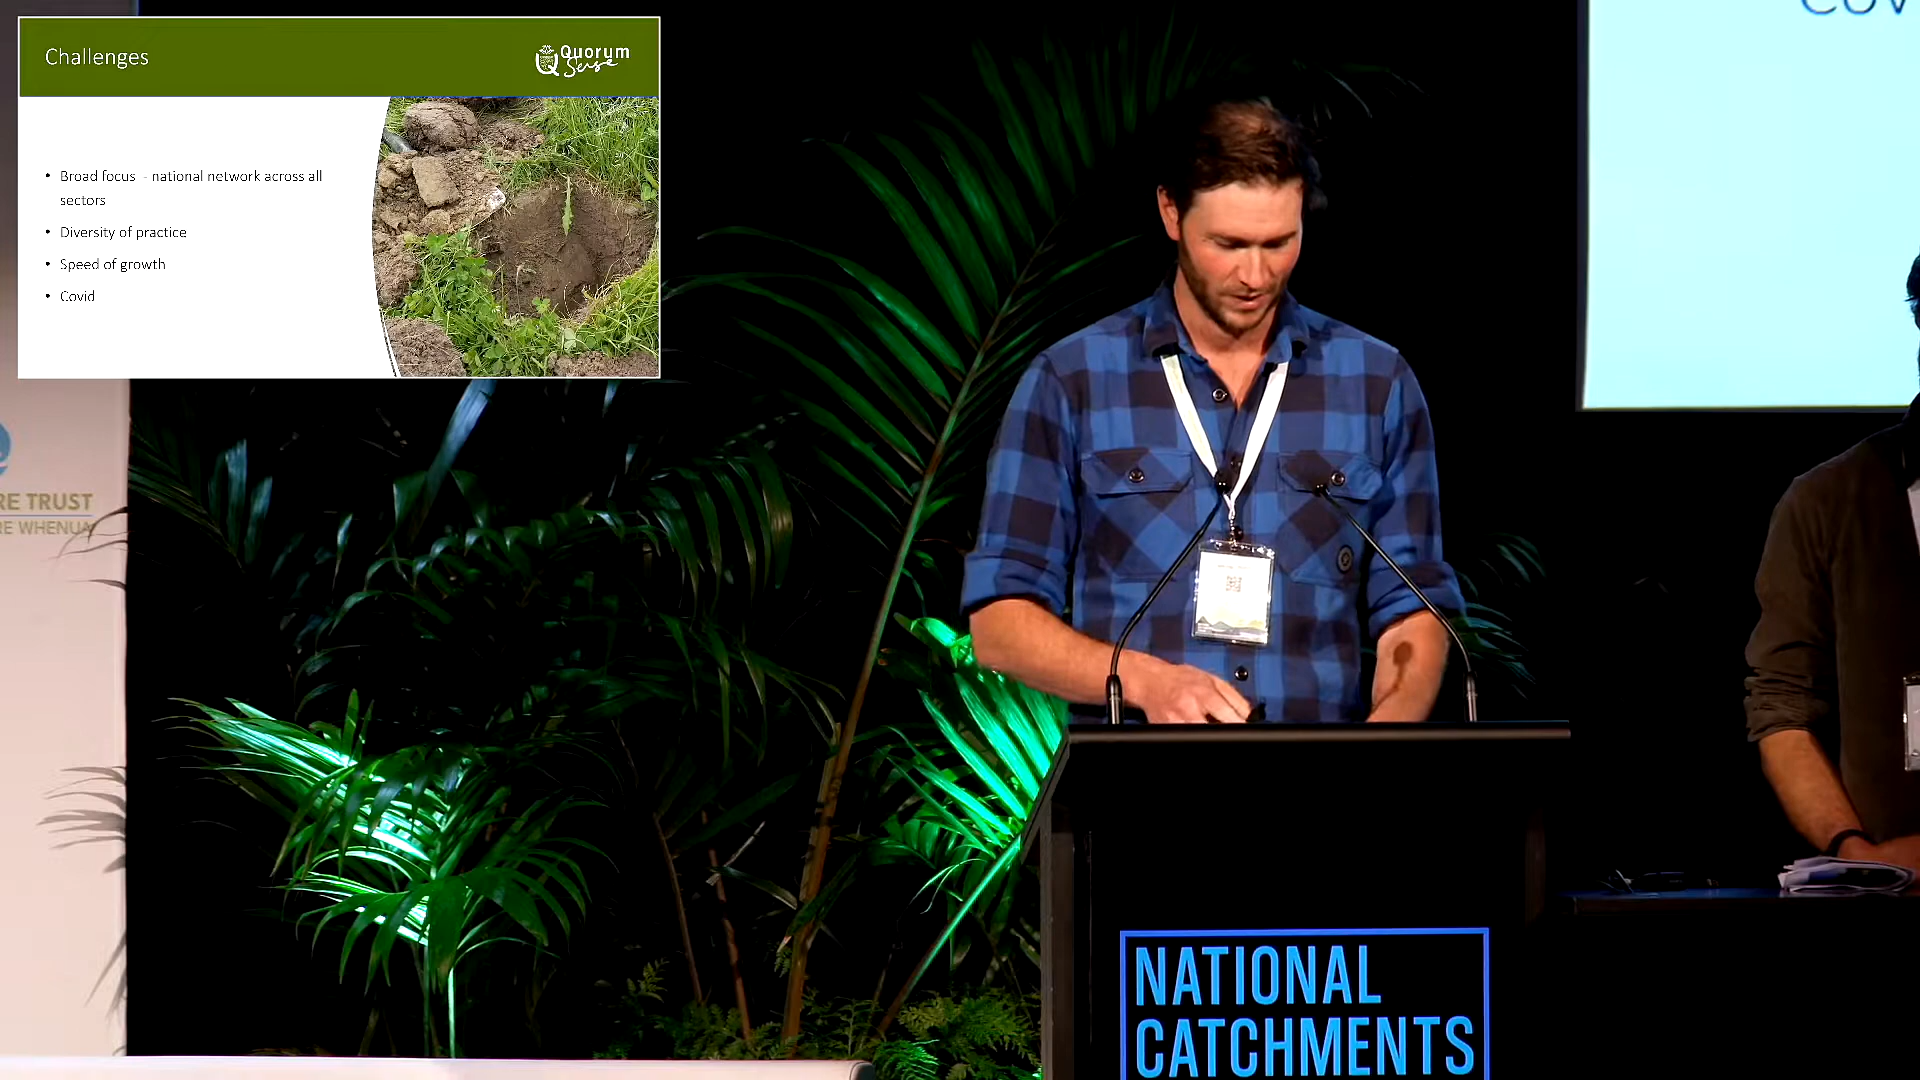 Challenges
Quorum
Sense
• Broad focus - national network across all
sectors
• Diversity of practice
• Speed of growth
• Covid
RE TRUST
RE WHENUA
NATIONAL
CATCHMENTS